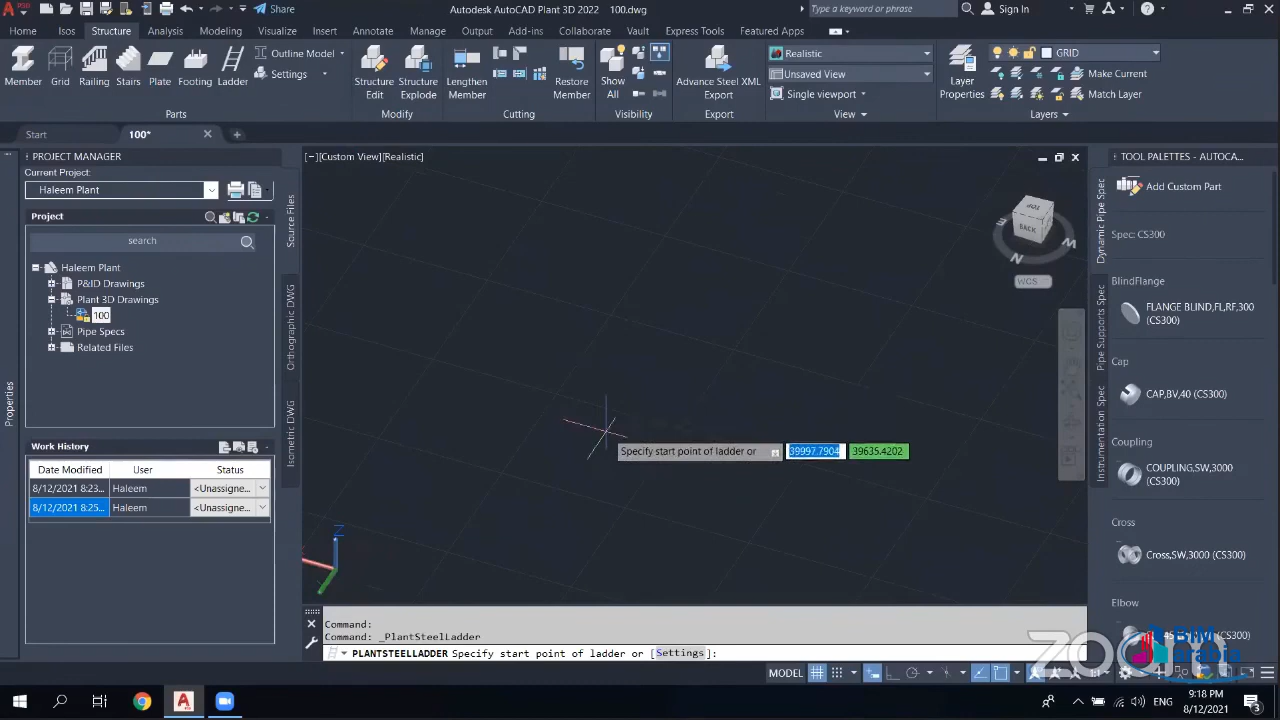 Share
Autodesk AutoCAD Plant 3D 2022
100.dwg
Type a keyword or phrase
Sign In
Home
Isos
Structure
Analysis
Modeling
Visualize
Insert
Annotate
Manage
Output
Add-ins
Collaborate
Vault
Express Tools
Featured Apps
Member
Grid
Railing
Stairs
Plate
Footing
Ladder
Outline Model
Settings
Parts
Structure Edit
Structure Explode
Modify
Lengthen Member
Restore Member
Cutting
Show All
Visibility
Advance Steel XML Export
Export
Realistic
Unsaved View
Single viewport
View
Layer Properties
GRID
Make Current
Match Layer
Layers
Start
100*
PROJECT MANAGER
Current Project:
Haleem Plant
Project
search
Haleem Plant
P&ID Drawings
Plant 3D Drawings
100
Pipe Specs
Related Files
Work History
Date Modified User Status
8/12/2021 8:23... Haleem <Unassigne...
8/12/2021 8:25... Haleem <Unassigne...
Properties
Source Files
Orthographic DWG
Isometric DWG
[−][Custom View][Realistic]
TOP
BACK
N
WCS
Z
Specify start point of ladder or
39997.7904
39635.4202
Command:
Command: _PlantSteelLadder
PLANTSTEELLADDER Specify start point of ladder or [Settings]:
TOOL PALETTES - AUTOCA...
Dynamic Pipe Spec
Pipe Supports Spec
Instrumentation Spec
Add Custom Part
Spec: CS300
BlindFlange
FLANGE BLIND,FL,RF,300 (CS300)
Cap
CAP,BV,40 (CS300)
Coupling
COUPLING,SW,3000 (CS300)
Cross
Cross,SW,3000 (CS300)
Elbow
MODEL
zoom
BIM
arabia
ENG
9:18 PM
8/12/2021
3